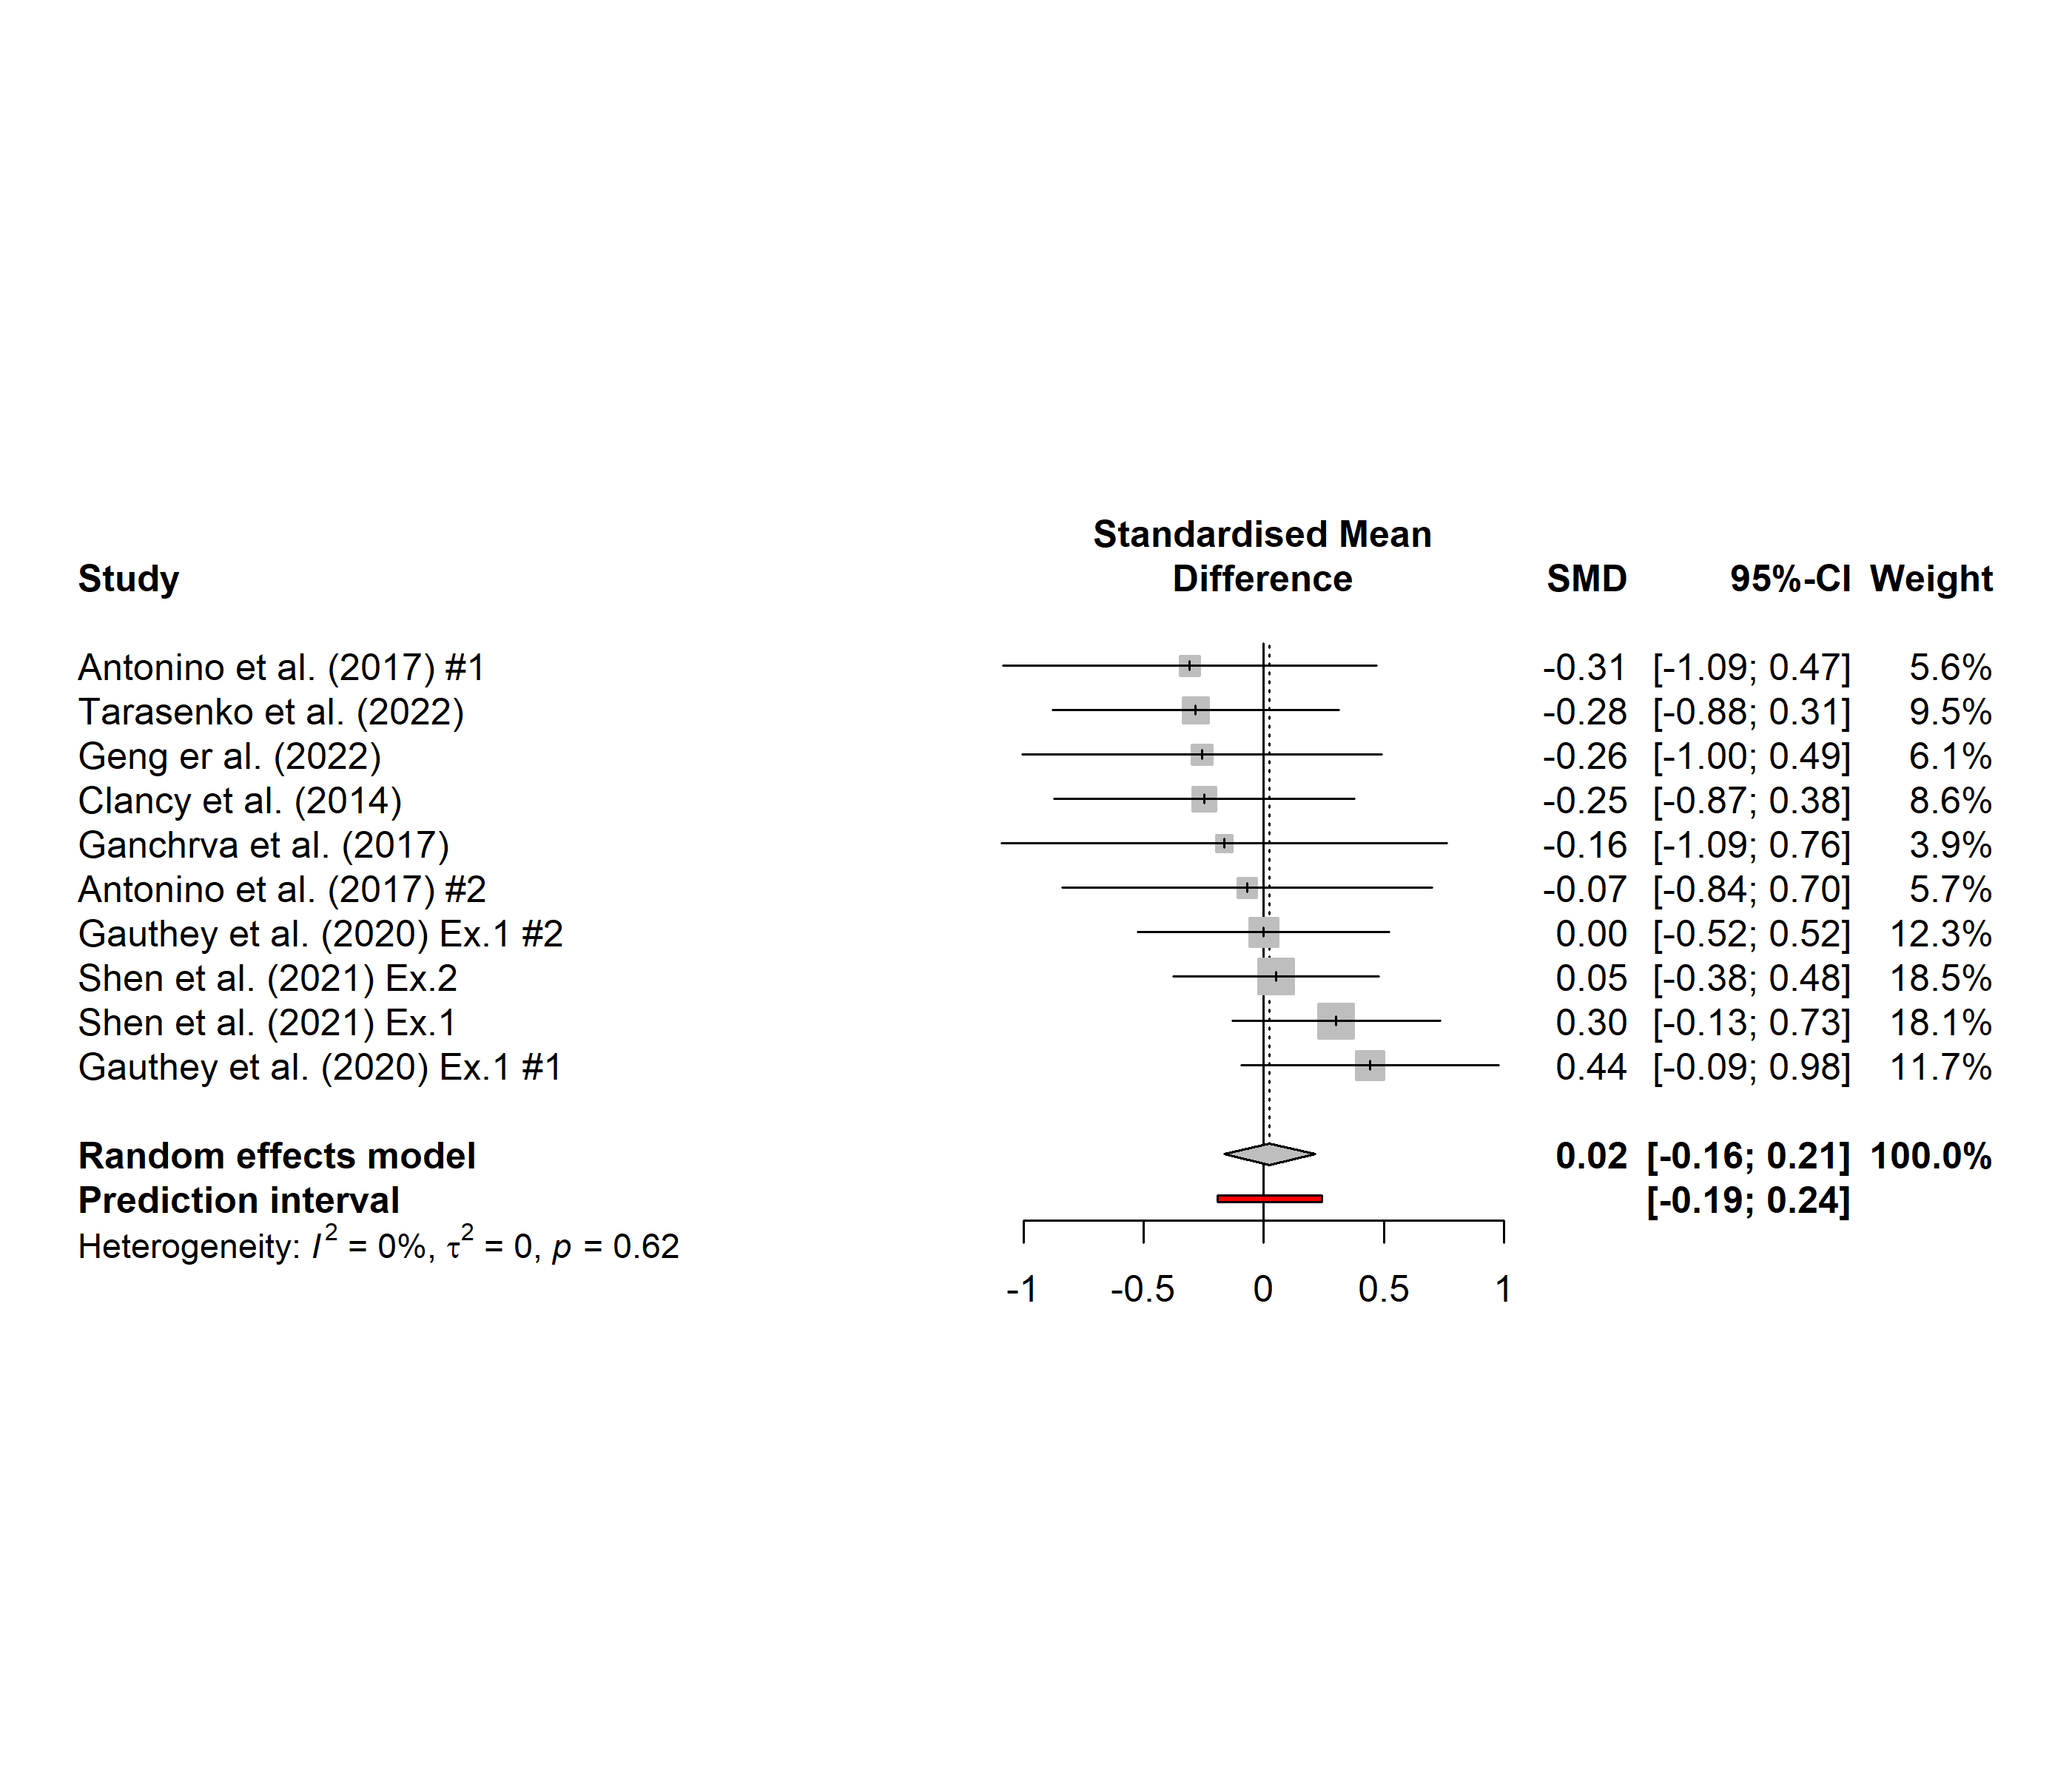 Standardised Mean
Study Difference SMD 95%-CI Weight
Antonino et al. (2017) #1 -0.31 [-1.09; 0.47] 5.6%
Tarasenko et al. (2022) -0.28 [-0.88; 0.31] 9.5%
Geng er al. (2022) -0.26 [-1.00; 0.49] 6.1%
Clancy et al. (2014) -0.25 [-0.87; 0.38] 8.6%
Ganchrva et al. (2017) -0.16 [-1.09; 0.76] 3.9%
Antonino et al. (2017) #2 -0.07 [-0.84; 0.70] 5.7%
Gauthey et al. (2020) Ex.1 #2 0.00 [-0.52; 0.52] 12.3%
Shen et al. (2021) Ex.2 0.05 [-0.38; 0.48] 18.5%
Shen et al. (2021) Ex.1 0.30 [-0.13; 0.73] 18.1%
Gauthey et al. (2020) Ex.1 #1 0.44 [-0.09; 0.98] 11.7%
Random effects model 0.02 [-0.16; 0.21] 100.0%
Prediction interval [-0.19; 0.24]
Heterogeneity: I² = 0%, τ² = 0, p = 0.62
-1 -0.5 0 0.5 1